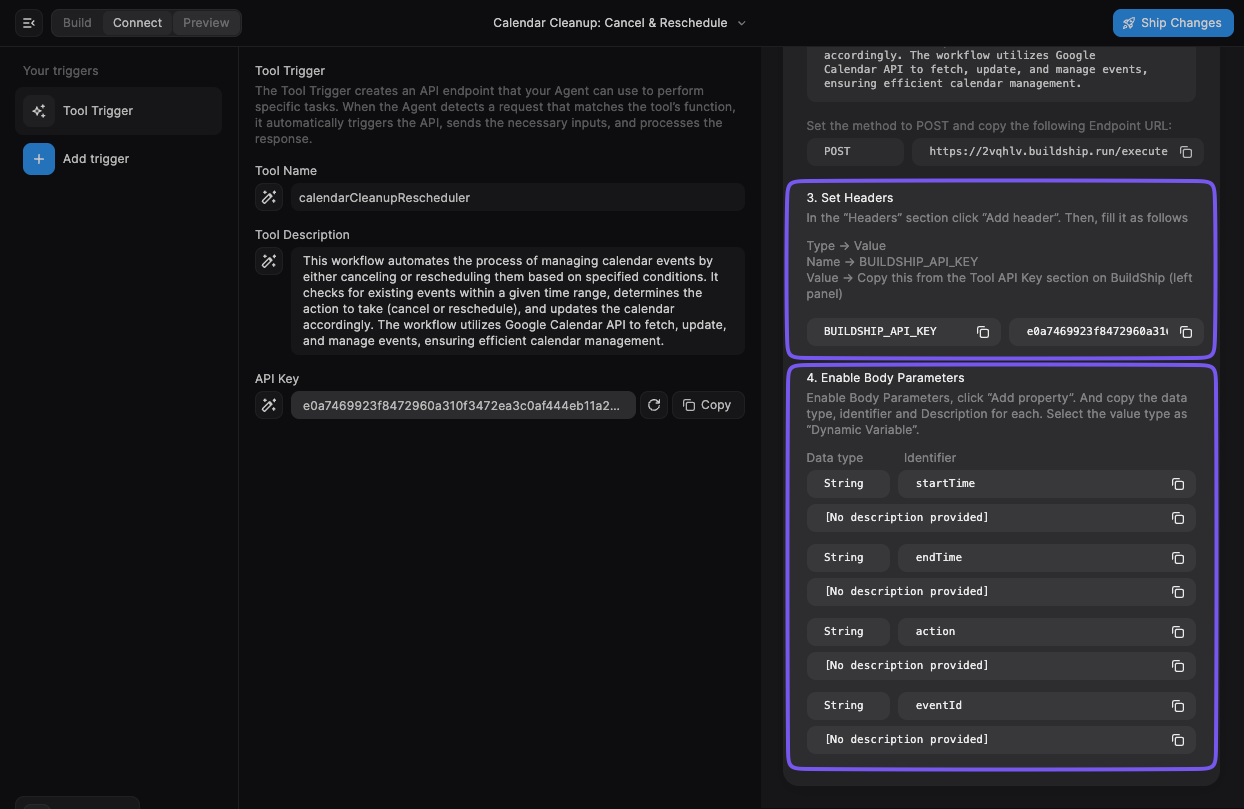 Build
Connect
Preview
Calendar Cleanup: Cancel & Reschedule
Ship Changes
Your triggers
Tool Trigger
Add trigger
Tool Trigger
The Tool Trigger creates an API endpoint that your Agent can use to perform
specific tasks. When the Agent detects a request that matches the tool's function,
it automatically triggers the API, sends the necessary inputs, and processes the
response.
Tool Name
calendarCleanupRescheduler
Tool Description
This workflow automates the process of managing calendar events by
either canceling or rescheduling them based on specified conditions. It
checks for existing events within a given time range, determines the
action to take (cancel or reschedule), and updates the calendar
accordingly. The workflow utilizes Google Calendar API to fetch, update,
and manage events, ensuring efficient calendar management.
API Key
e0a7469923f8472960a310f3472ea3c0af444eb11a2...
Copy
accordingly. The workflow utilizes Google
Calendar API to fetch, update, and manage events,
ensuring efficient calendar management.
Set the method to POST and copy the following Endpoint URL:
POST
https://2vqhlv.buildship.run/execute
3. Set Headers
In the “Headers” section click “Add header”. Then, fill it as follows
Type → Value
Name → BUILDSHIP_API_KEY
Value → Copy this from the Tool API Key section on BuildShip (left
panel)
BUILDSHIP_API_KEY
e0a7469923f8472960a310
4. Enable Body Parameters
Enable Body Parameters, click “Add property”. And copy the data
type, identifier and Description for each. Select the value type as
“Dynamic Variable”.
Data type Identifier
String startTime
[No description provided]
String endTime
[No description provided]
String action
[No description provided]
String eventId
[No description provided]